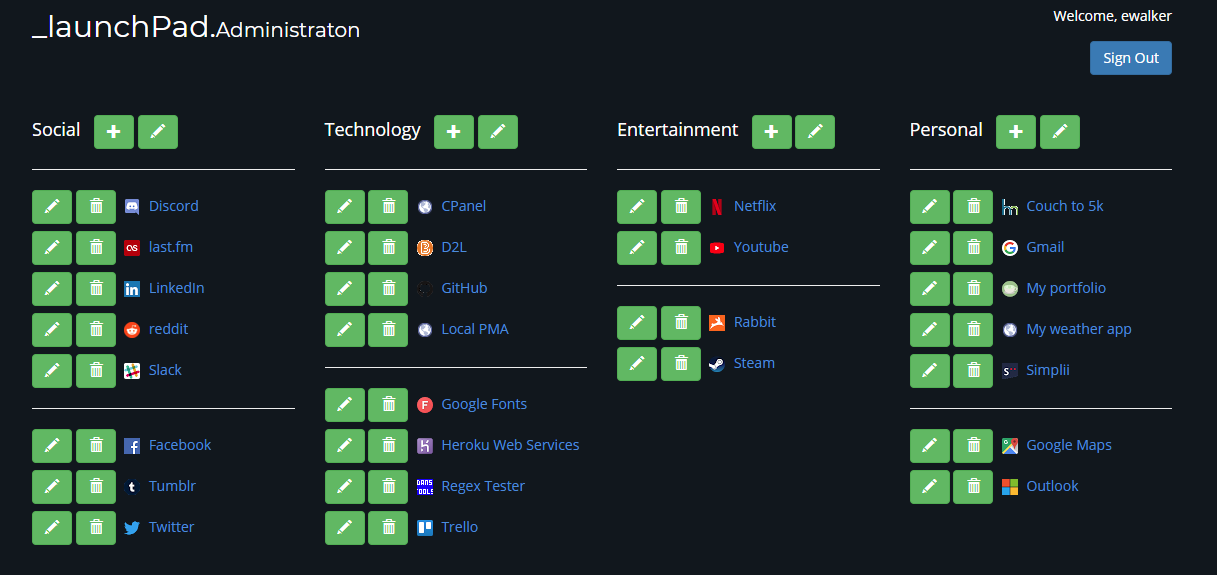 _launchPad.Administraton
Welcome, ewalker
Sign Out
Social
Discord
last.fm
LinkedIn
reddit
Slack
Facebook
Tumblr
Twitter
Technology
CPanel
D2L
GitHub
Local PMA
Google Fonts
Heroku Web Services
Regex Tester
Trello
Entertainment
Netflix
Youtube
Rabbit
Steam
Personal
Couch to 5k
Gmail
My portfolio
My weather app
Simplii
Google Maps
Outlook